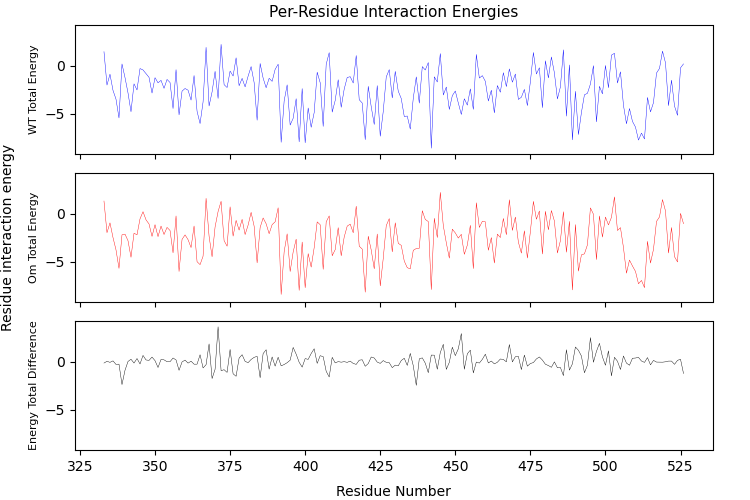 Per-Residue Interaction Energies
Residue interaction energy
WT Total Energy
0
−5
Om Total Energy
0
−5
Energy Total Difference
0
−5
325 350 375 400 425 450 475 500 525
Residue Number